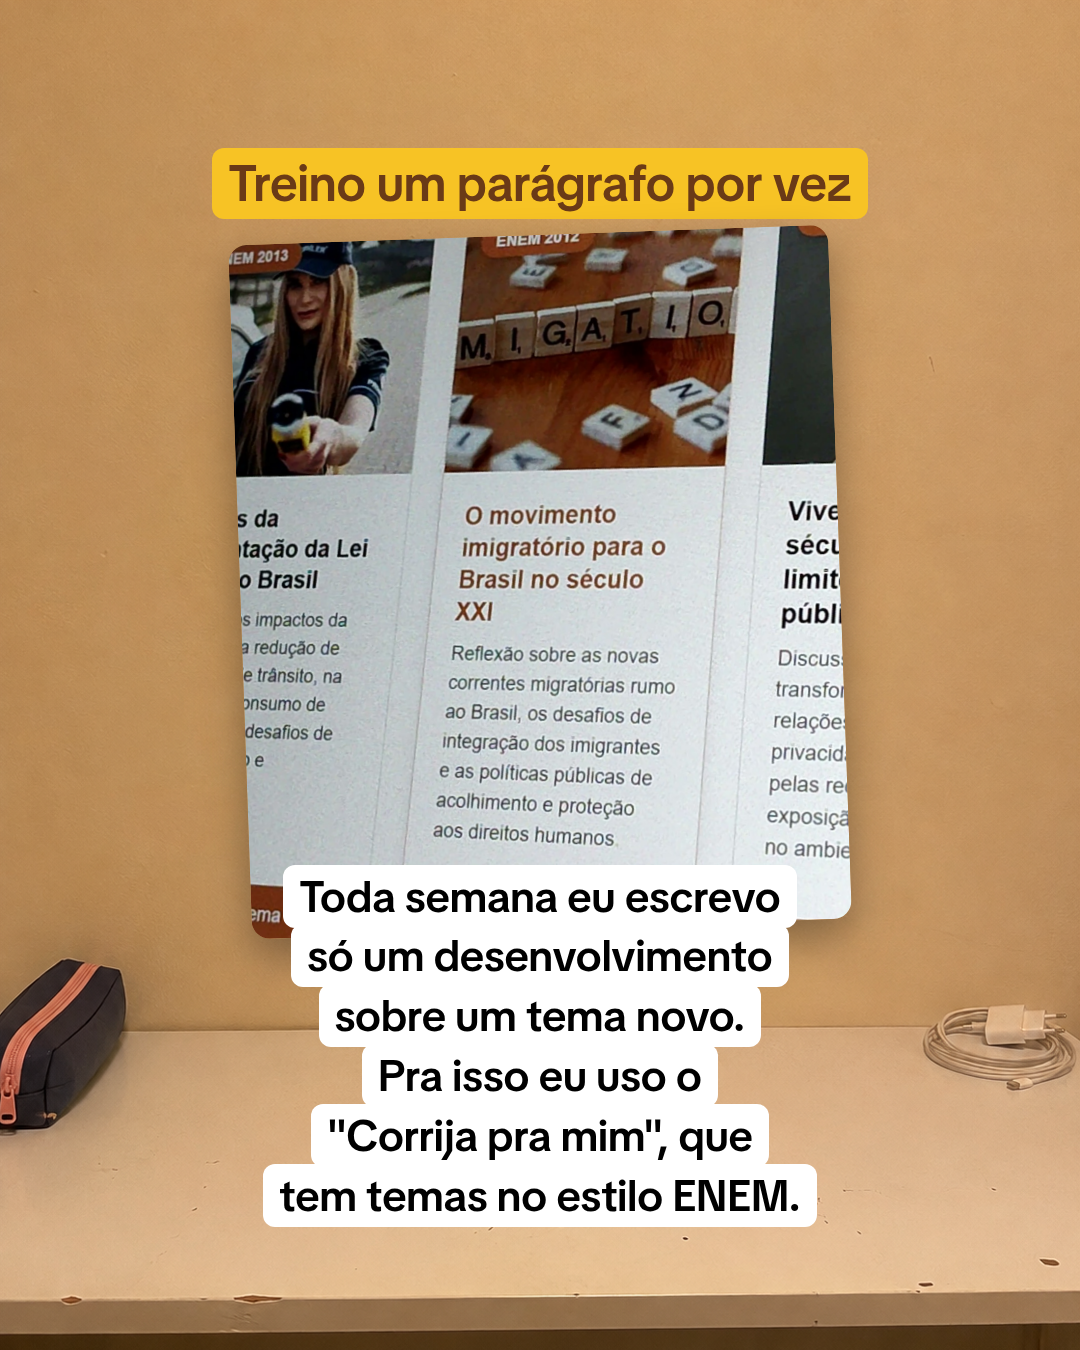 Treino um parágrafo por vez
ENEM 2013
ENEM 2012
M I G A T I O
F
N
D
I
A
E
s da
tação da Lei
o Brasil
s impactos da
a redução de
e trânsito, na
onsumo de
desafios de
o e
O movimento
imigratório para o
Brasil no século
XXI
Reflexão sobre as novas
correntes migratórias rumo
ao Brasil, os desafios de
integração dos imigrantes
e as políticas públicas de
acolhimento e proteção
aos direitos humanos.
Vive
sécu
limit
públi
Discus
transfor
relações
privacid
pelas re
exposiçã
no ambie
ema
Toda semana eu escrevo
só um desenvolvimento
sobre um tema novo.
Pra isso eu uso o
"Corrija pra mim", que
tem temas no estilo ENEM.